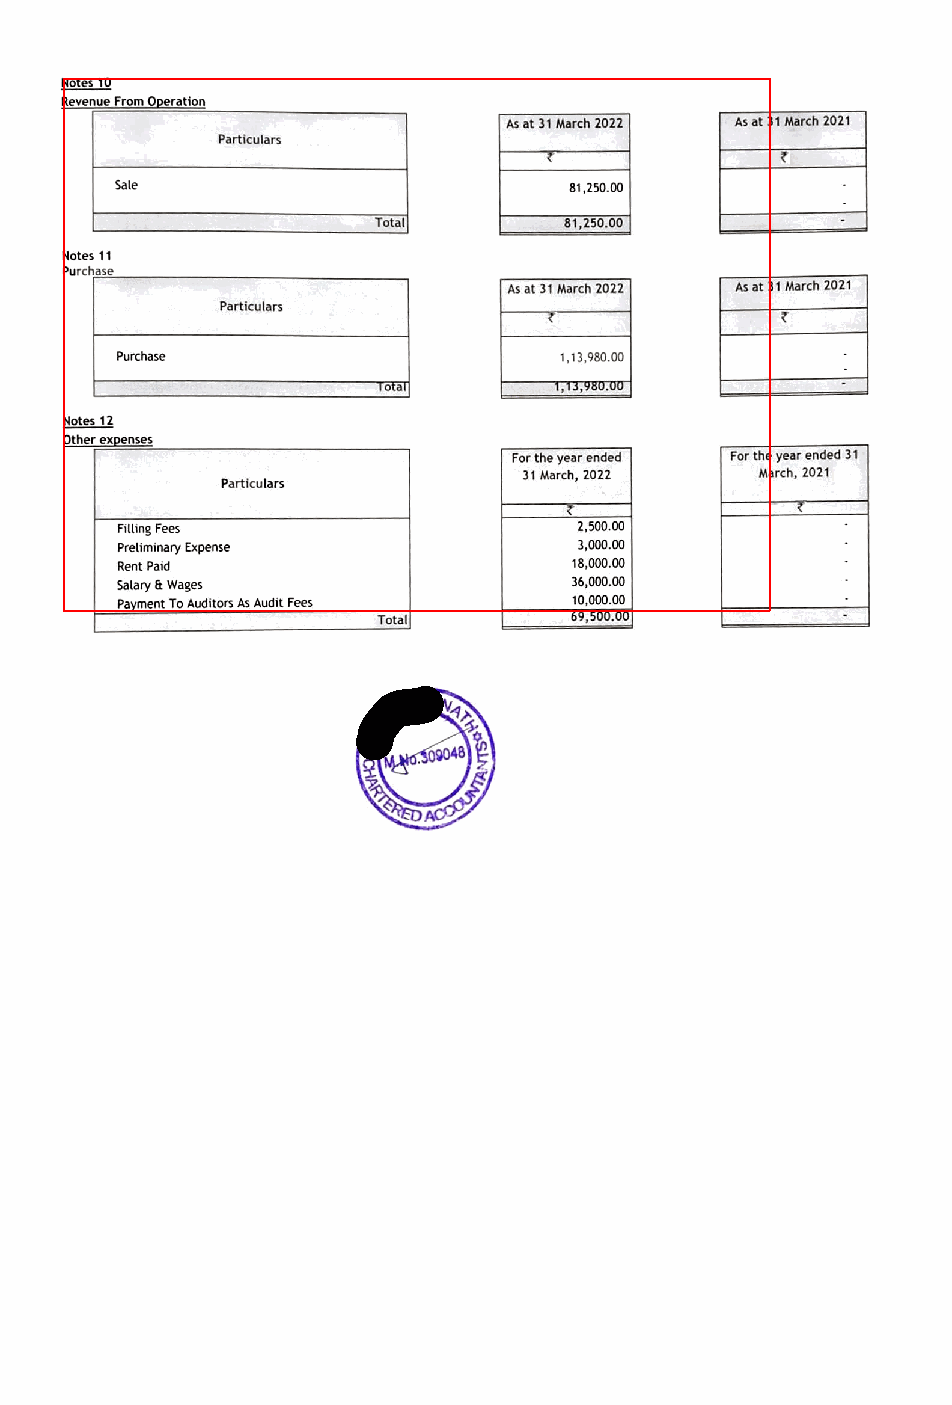 Notes 10
Revenue From Operation
Particulars As at 31 March 2022 As at 31 March 2021
₹ ₹
Sale 81,250.00 -
-
Total 81,250.00 -
Notes 11
Purchase
Particulars As at 31 March 2022 As at 31 March 2021
₹ ₹
Purchase 1,13,980.00 -
-
Total 1,13,980.00 -
Notes 12
Other expenses
Particulars For the year ended 31 March, 2022 For the year ended 31 March, 2021
₹ ₹
Filling Fees 2,500.00 -
Preliminary Expense 3,000.00 -
Rent Paid 18,000.00 -
Salary & Wages 36,000.00 -
Payment To Auditors As Audit Fees 10,000.00 -
Total 69,500.00 -
NATH
M.No.309048
CHARTERED ACCOUNTANTS